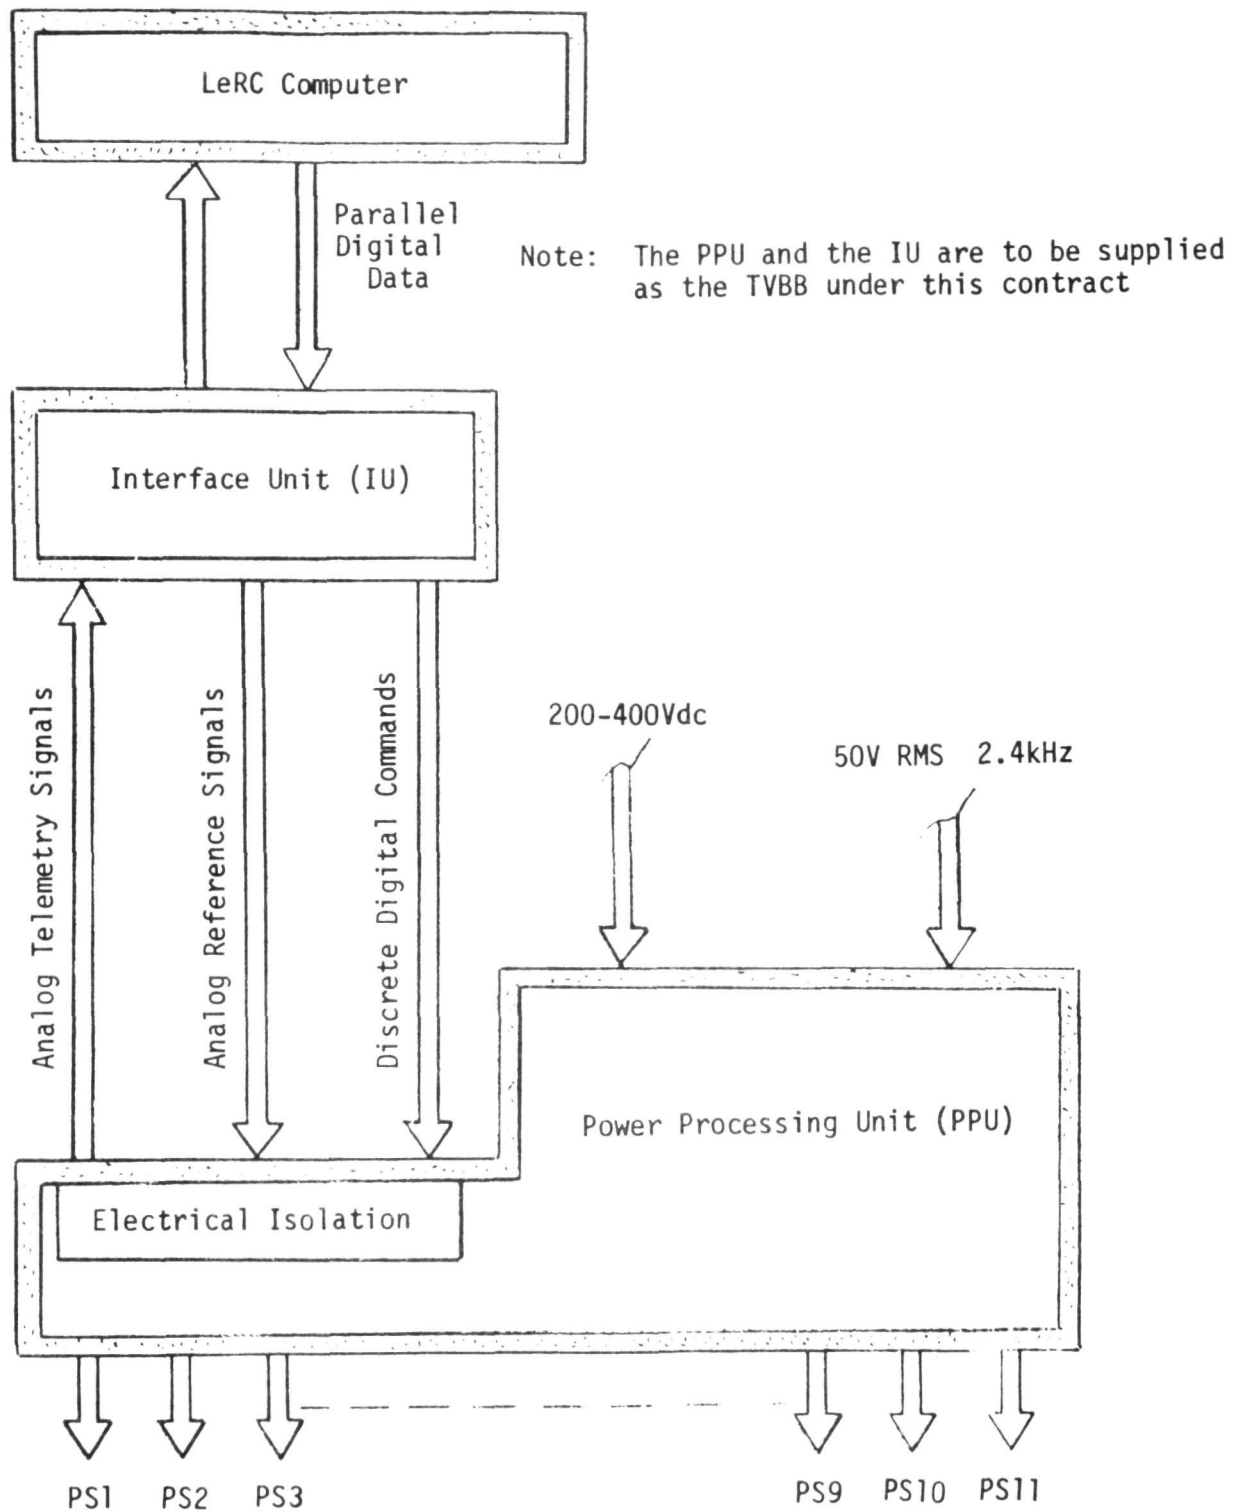 LeRC Computer
Parallel
Digital
Data
Note: The PPU and the IU are to be supplied
as the TVBB under this contract
Interface Unit (IU)
Analog Telemetry Signals
Analog Reference Signals
Discrete Digital Commands
200-400Vdc
50V RMS 2.4kHz
Power Processing Unit (PPU)
Electrical Isolation
PS1 PS2 PS3 PS9 PS10 PS11